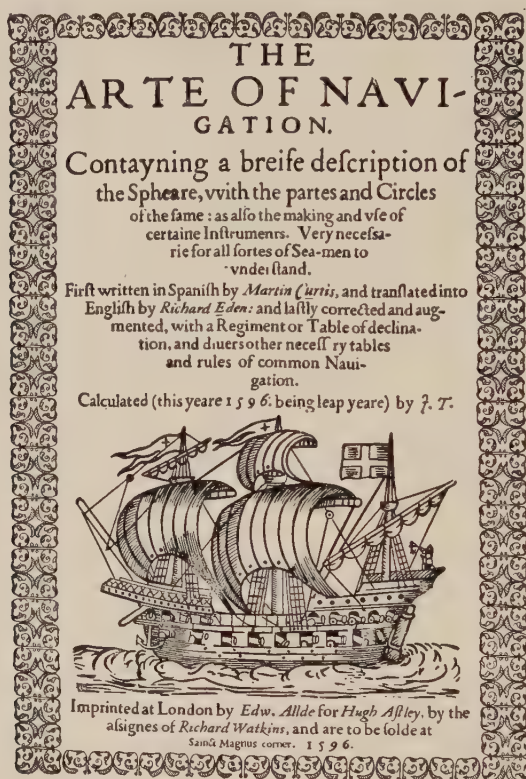 THE
ARTE OF NAVI-
GATION.
Contayning a breife deſcription of
the Spheare, vvith the partes and Circles
of the ſame : as alſo the making and vſe of
certaine Inſtruments. Very neceſſa-
rie for all ſortes of Sea-men to
vnderſtand.
Firſt written in Spaniſh by Martin Curtis, and tranſlated into
Engliſh by Richard Eden: and laſtly corrected and aug-
mented, with a Regiment or Table of declina-
tion, and diuers other neceſſ ry tables
and rules of common Naui-
gation.
Calculated (this yeare 1596. being leap yeare) by J. T.
Imprinted at London by Edw. Allde for Hugh Aſtley, by the
aſsignes of Richard Watkins, and are to be ſolde at
Sainct Magnus corner. 1596.